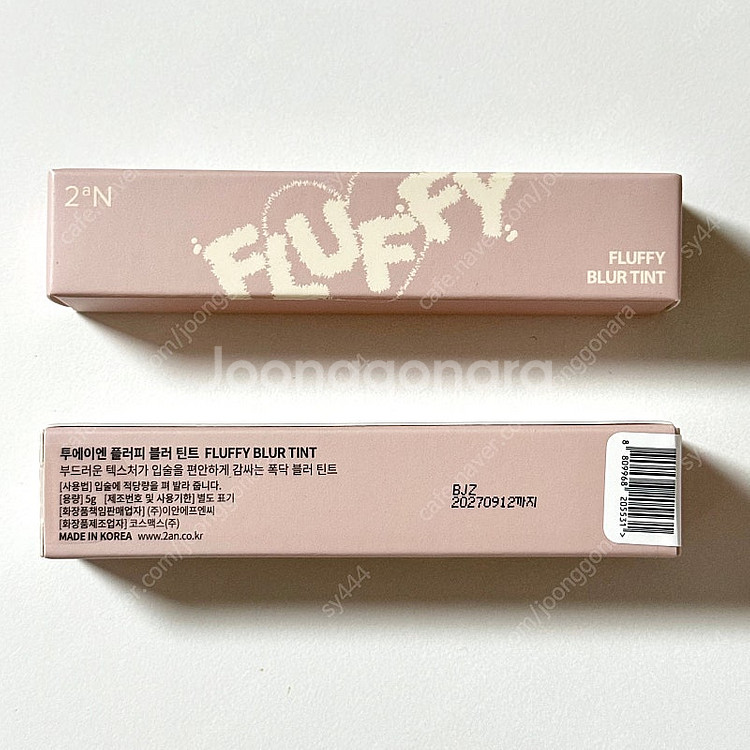 2aN
FLUFFY
FLUFFY
BLUR TINT
Joonggonara
투에이엔 플러피 블러 틴트 FLUFFY BLUR TINT
부드러운 텍스처가 입술을 편안하게 감싸는 폭닥 블러 틴트
[사용법] 입술에 적당량을 펴 발라 줍니다.
[용량] 5g [제조번호 및 사용기한] 별도 표기
[화장품책임판매업자] (주)이안에프엔씨
[화장품제조업자] 코스맥스(주)
MADE IN KOREA www.2an.co.kr
BJZ
20270912까지
8 809968 205531>
cafe.naver.com/joonggonara
sy444